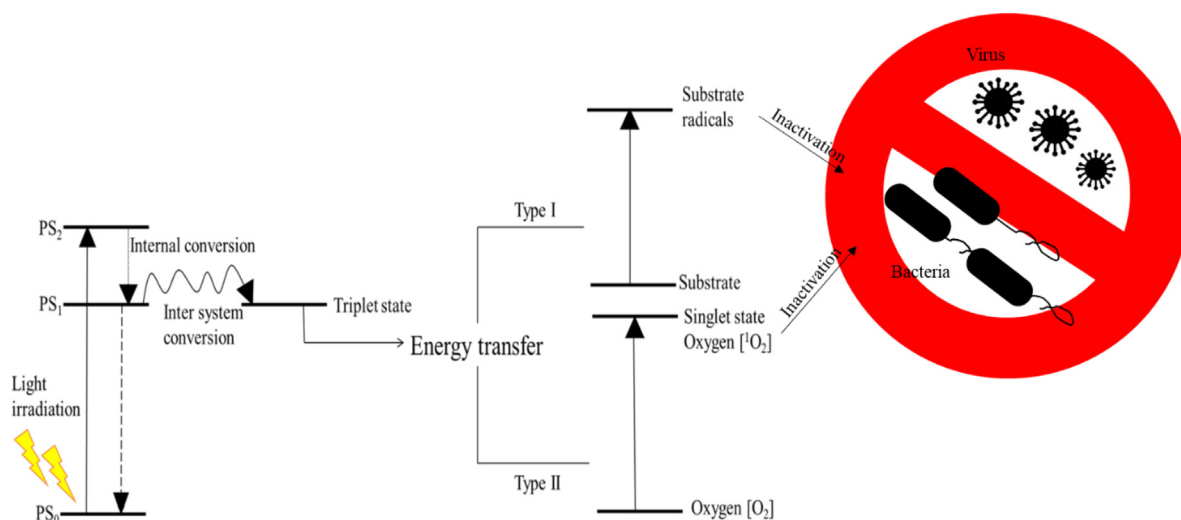 Virus
Substrate
radicals
Inactivation
Type I
PS₂
Internal conversion
Bacteria
Substrate
PS₁
Inter system
conversion
Triplet state
Singlet state
Oxygen [¹O₂]
Inactivation
Energy transfer
Light
irradiation
Type II
PS₀
Oxygen [O₂]